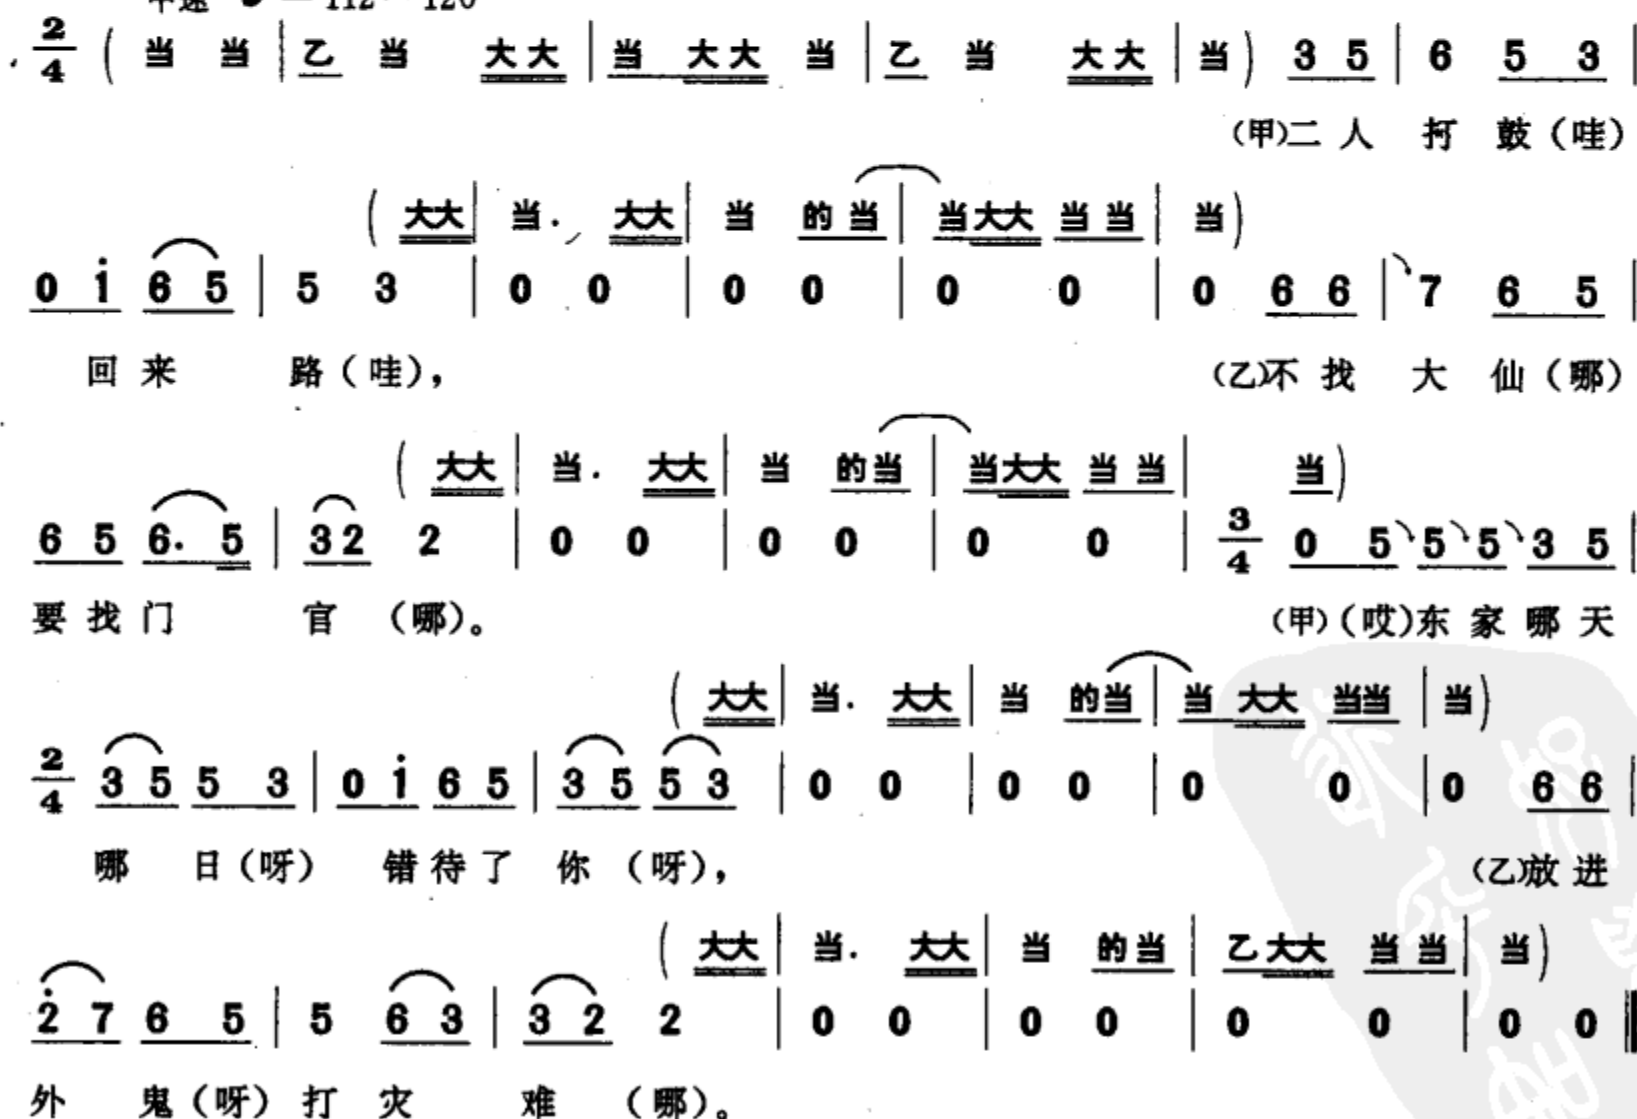 中速 ♩= 112 120
2/4 ( 当 当 | 乙 当 大大 | 当 大大 当 | 乙 当 大大 | 当 ) 3 5 | 6 5 3 |
（甲）二 人 打 鼓（哇）
( 大大 | 当. 大大 | 当 的当 | 当大大 当当 | 当 )
0 i 6 5 | 5 3 | 0 0 | 0 0 | 0 0 | 0 6 6 | 7 6 5 |
回 来 路（哇）， （乙）不 找 大 仙（哪）
( 大大 | 当. 大大 | 当 的当 | 当大大 当当 | 当 )
6 5 6. 5 | 3 2 2 | 0 0 | 0 0 | 0 0 | 3/4 0 5 5 5 3 5 |
要 找 门 官（哪）。 （甲）（哎）东 家 哪 天
( 大大 | 当. 大大 | 当 的当 | 当 大大 当当 | 当 )
2/4 3 5 5 3 | 0 i 6 5 | 3 5 5 3 | 0 0 | 0 0 | 0 0 | 0 6 6 |
哪 日（呀） 错 待 了 你（呀）， （乙）放 进
( 大大 | 当. 大大 | 当 的当 | 乙大大 当当 | 当 )
2 7 6 5 | 5 6 3 | 3 2 2 | 0 0 | 0 0 | 0 0 | 0 0 ‖
外 鬼（呀）打 灾 难（哪）。